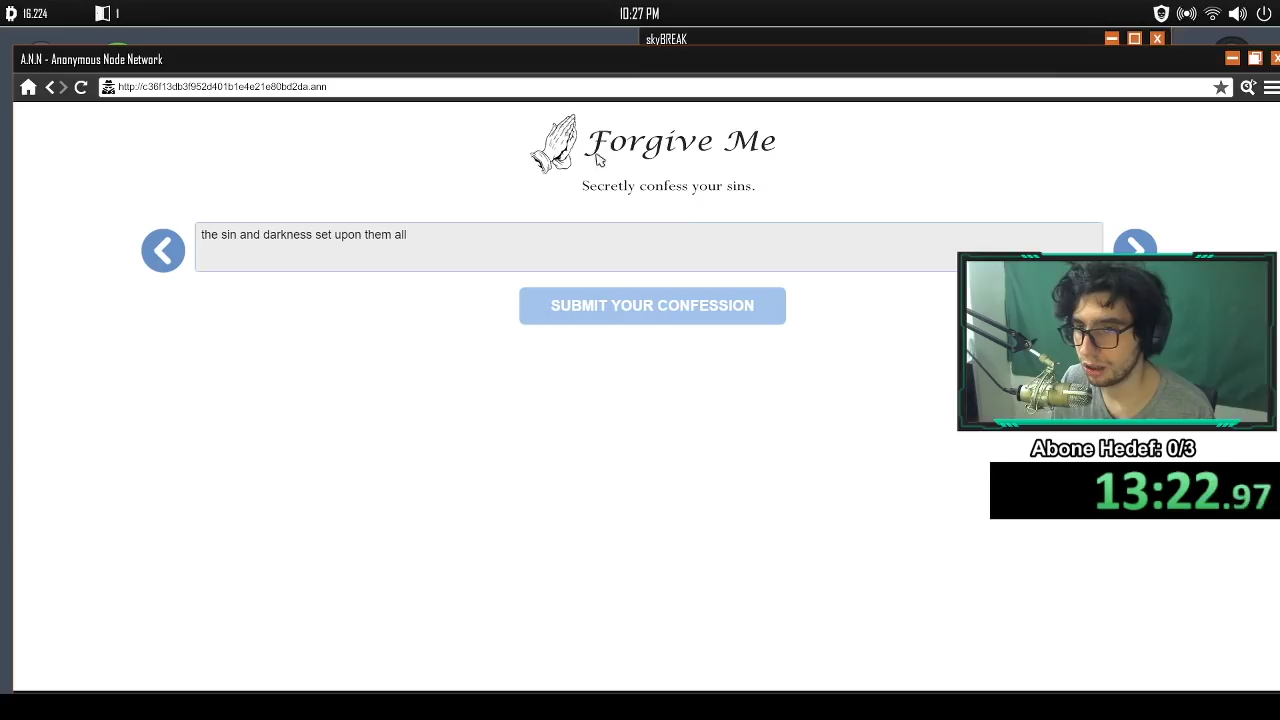 16.224
1
10:27 PM
skyBREAK
A.N.N - Anonymous Node Network
http://c36f13db3f952d401b1e4e21e80bd2da.ann
Forgive Me
Secretly confess your sins.
the sin and darkness set upon them all
SUBMIT YOUR CONFESSION
Abone Hedef: 0/3
13:22.97